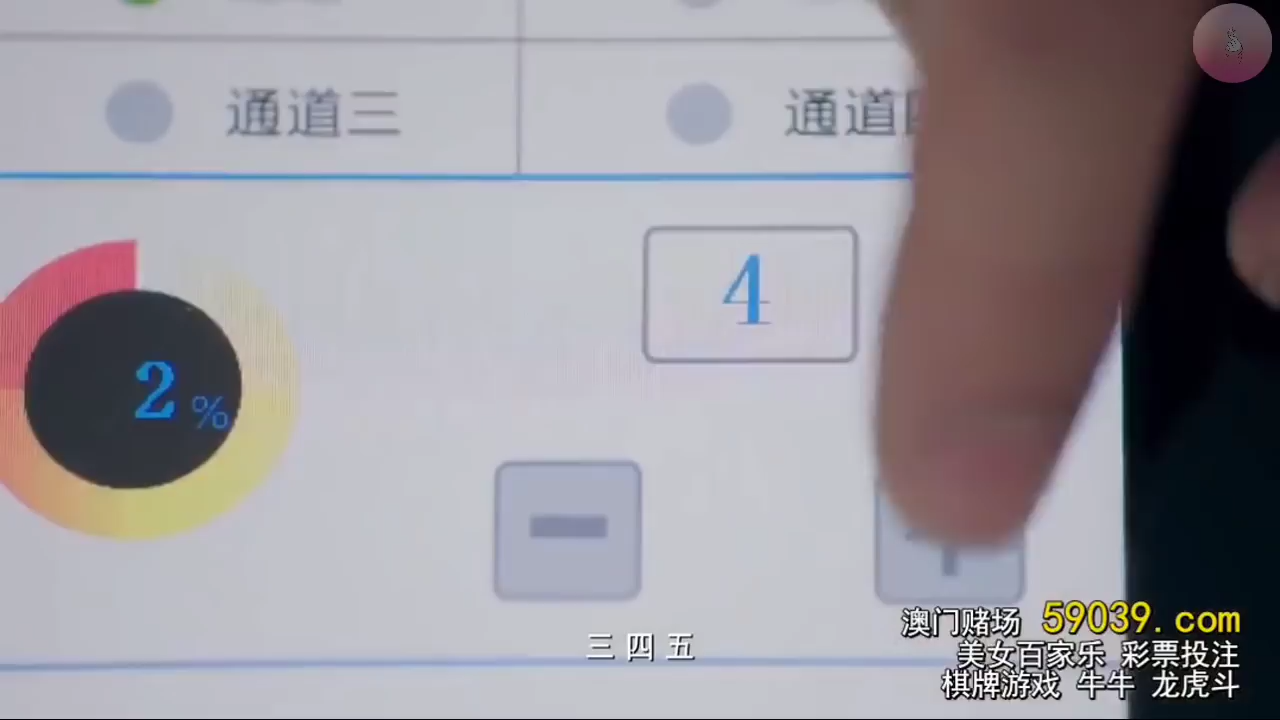 通道三
通道
4
2 %
三 四 五
澳门赌场 59039.com
美女百家乐 彩票投注
棋牌游戏 牛牛 龙虎斗